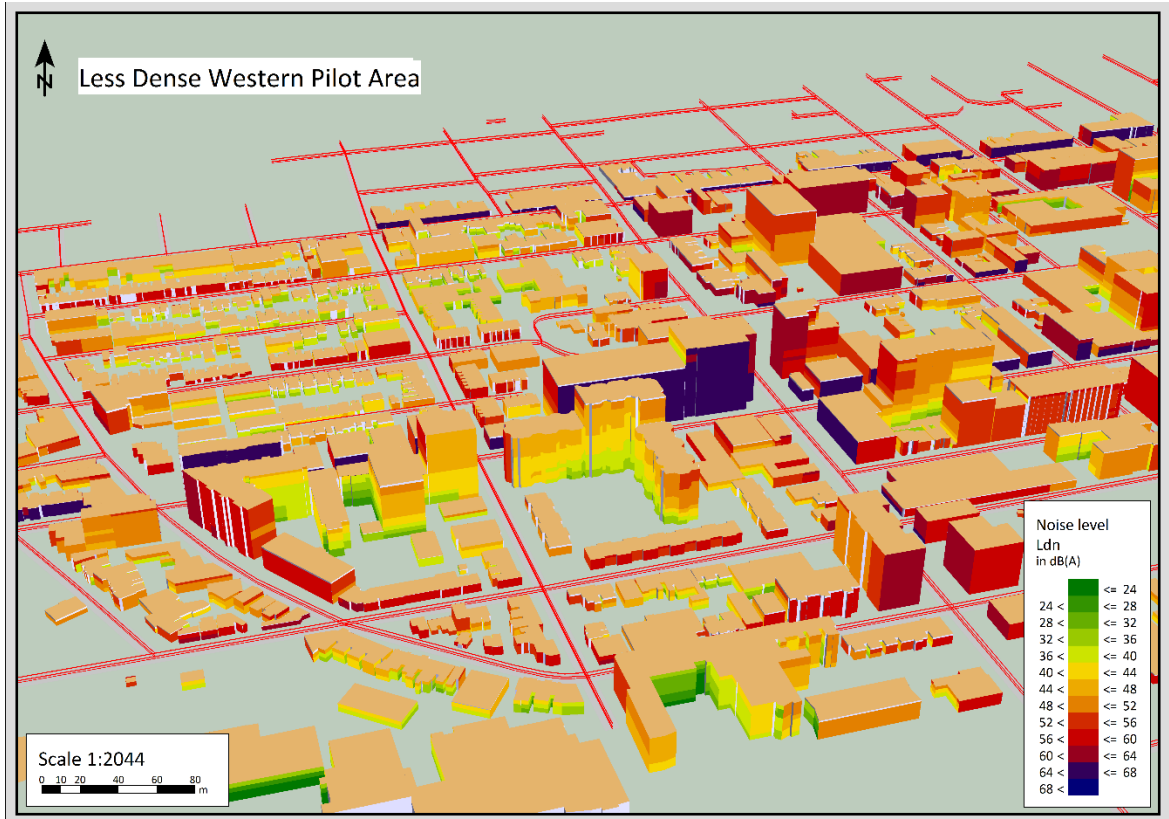 N
Less Dense Western Pilot Area
Noise level
Ldn
in dB(A)
<= 24
24 < <= 28
28 < <= 32
32 < <= 36
36 < <= 40
40 < <= 44
44 < <= 48
48 < <= 52
52 < <= 56
56 < <= 60
60 < <= 64
64 < <= 68
68 <
Scale 1:2044
0 10 20 40 60 80
m